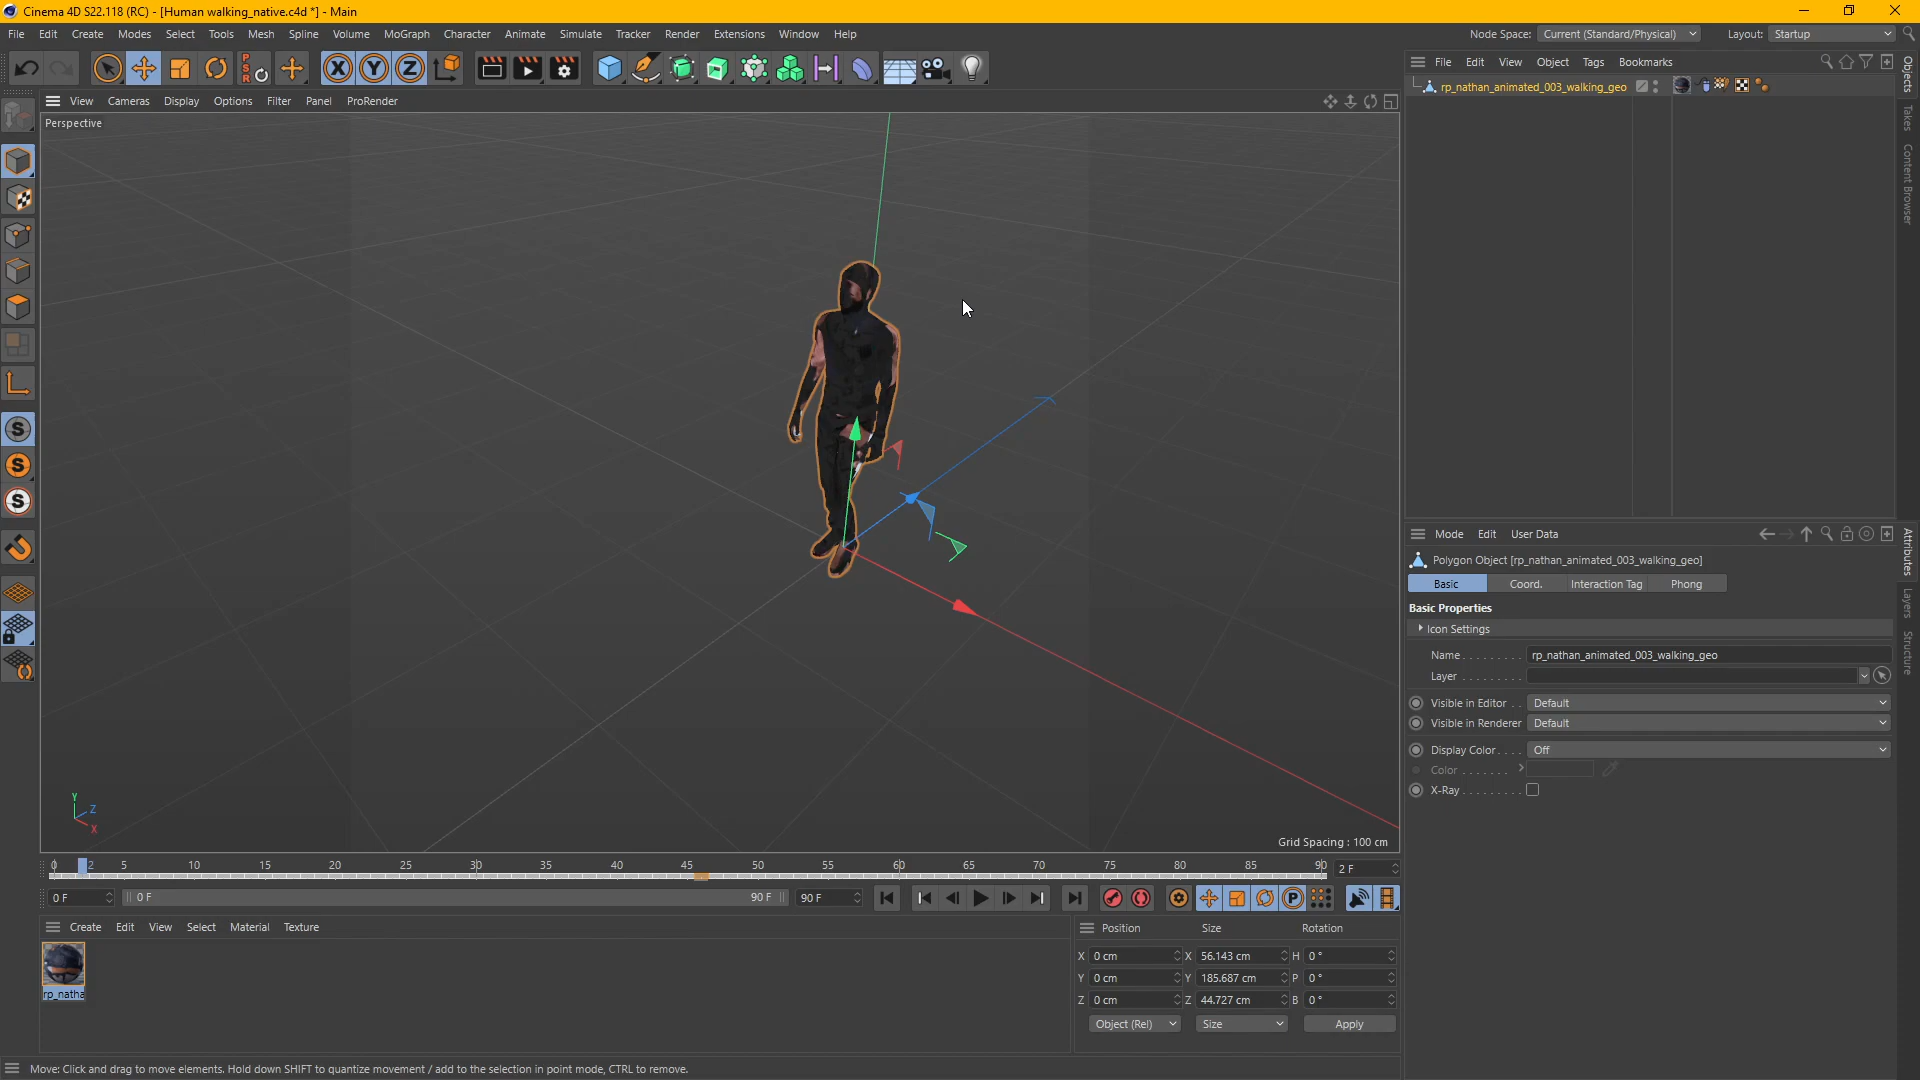 Cinema 4D S22.118 (RC) - [Human walking_native.c4d *] - Main
File Edit Create Modes Select Tools Mesh Spline Volume MoGraph Character Animate Simulate Tracker Render Extensions Window Help
Node Space: Current (Standard/Physical) Layout: Startup
X Y Z
PSR
View Cameras Display Options Filter Panel ProRender
File Edit View Object Tags Bookmarks
Perspective
rp_nathan_animated_003_walking_geo
Objects
Takes
Content Browser
S
S
S
Mode Edit User Data
Polygon Object [rp_nathan_animated_003_walking_geo]
Basic Coord. Interaction Tag Phong
Basic Properties
Icon Settings
Name . . . . . . . . . rp_nathan_animated_003_walking_geo
Layer . . . . . . . . .
Visible in Editor . . Default
Visible in Renderer Default
Display Color . . . . Off
Color . . . . . . .
X-Ray . . . . . . . . .
Attributes
Layers
Structure
Y
Z
X
Grid Spacing : 100 cm
0 2 5 10 15 20 25 30 35 40 45 50 55 60 65 70 75 80 85 90 2 F
0 F 0 F 90 F 90 F P
Create Edit View Select Material Texture
rp_natha
Position Size Rotation
X 0 cm X 56.143 cm H 0 °
Y 0 cm Y 185.687 cm P 0 °
Z 0 cm Z 44.727 cm B 0 °
Object (Rel) Size Apply
Move: Click and drag to move elements. Hold down SHIFT to quantize movement / add to the selection in point mode, CTRL to remove.